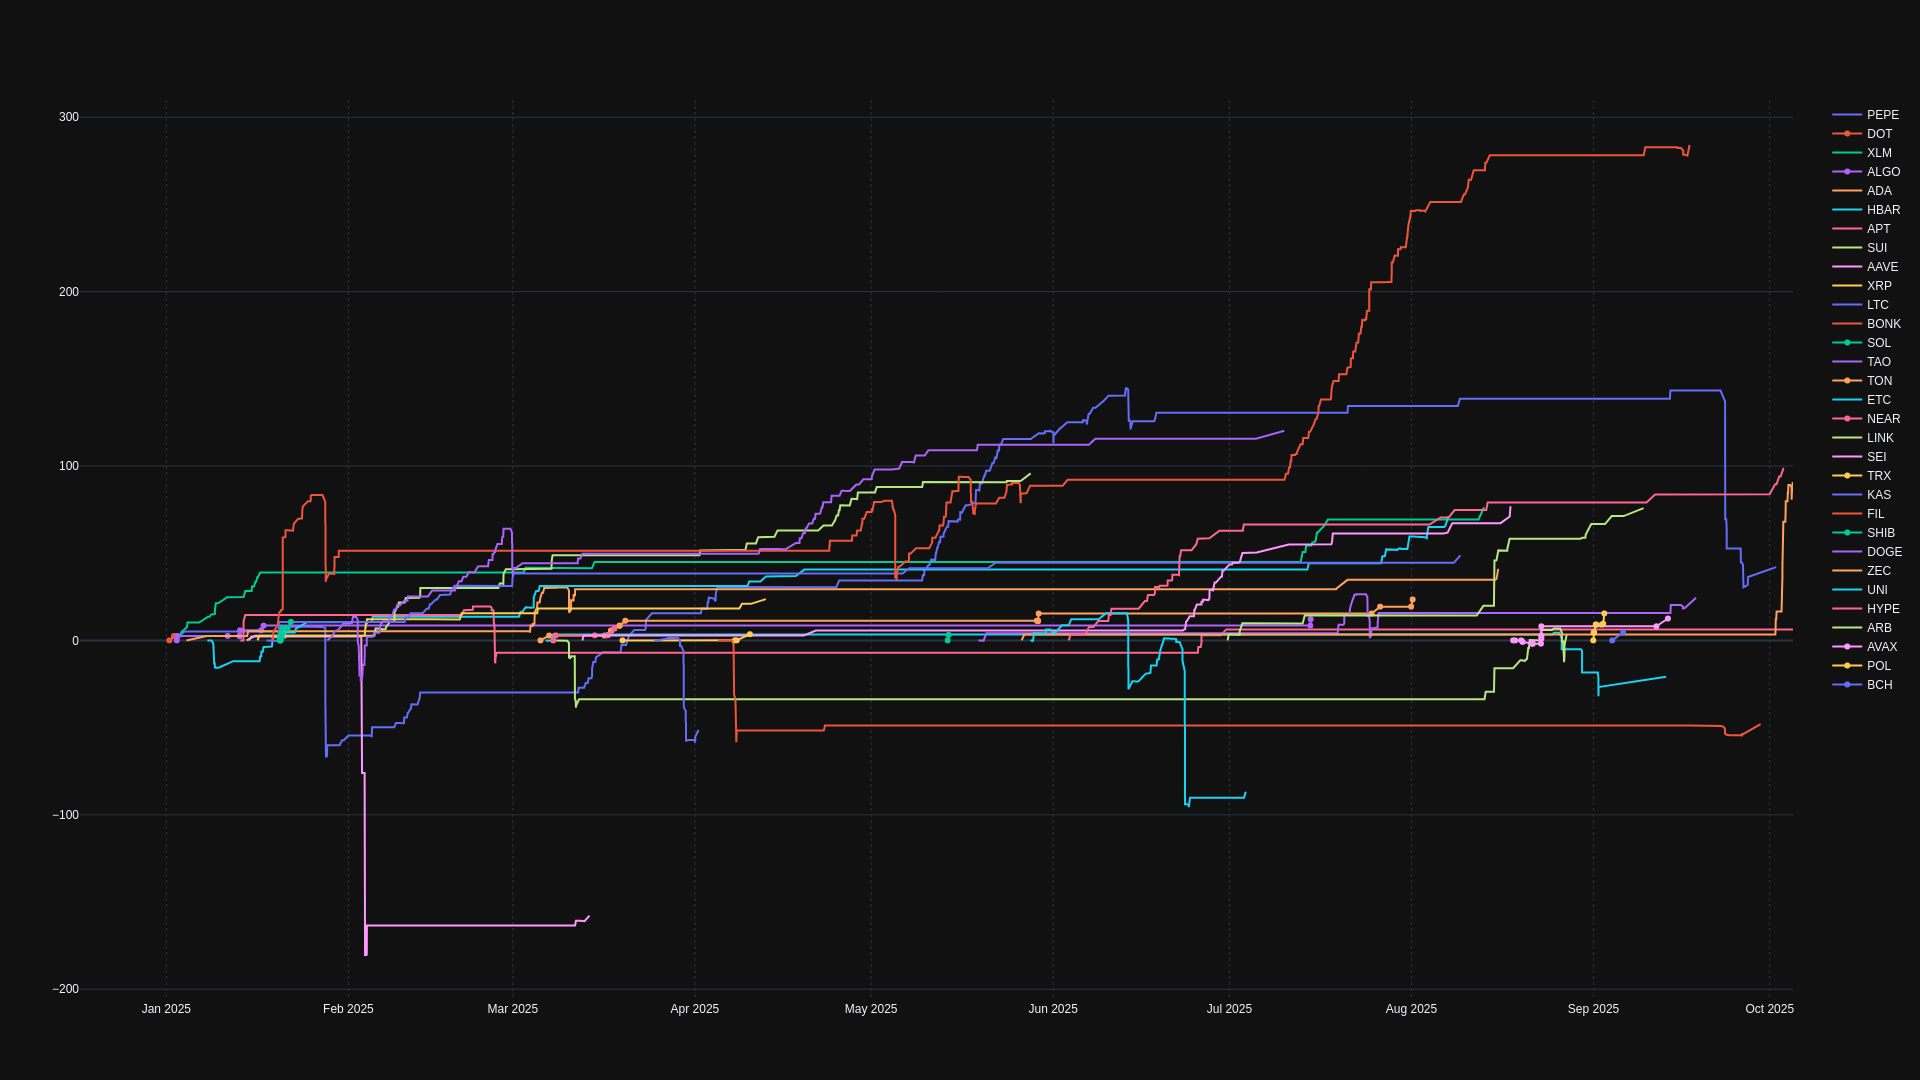 300
200
100
0
−100
−200
Jan 2025
Feb 2025
Mar 2025
Apr 2025
May 2025
Jun 2025
Jul 2025
Aug 2025
Sep 2025
Oct 2025
PEPE
DOT
XLM
ALGO
ADA
HBAR
APT
SUI
AAVE
XRP
LTC
BONK
SOL
TAO
TON
ETC
NEAR
LINK
SEI
TRX
KAS
FIL
SHIB
DOGE
ZEC
UNI
HYPE
ARB
AVAX
POL
BCH